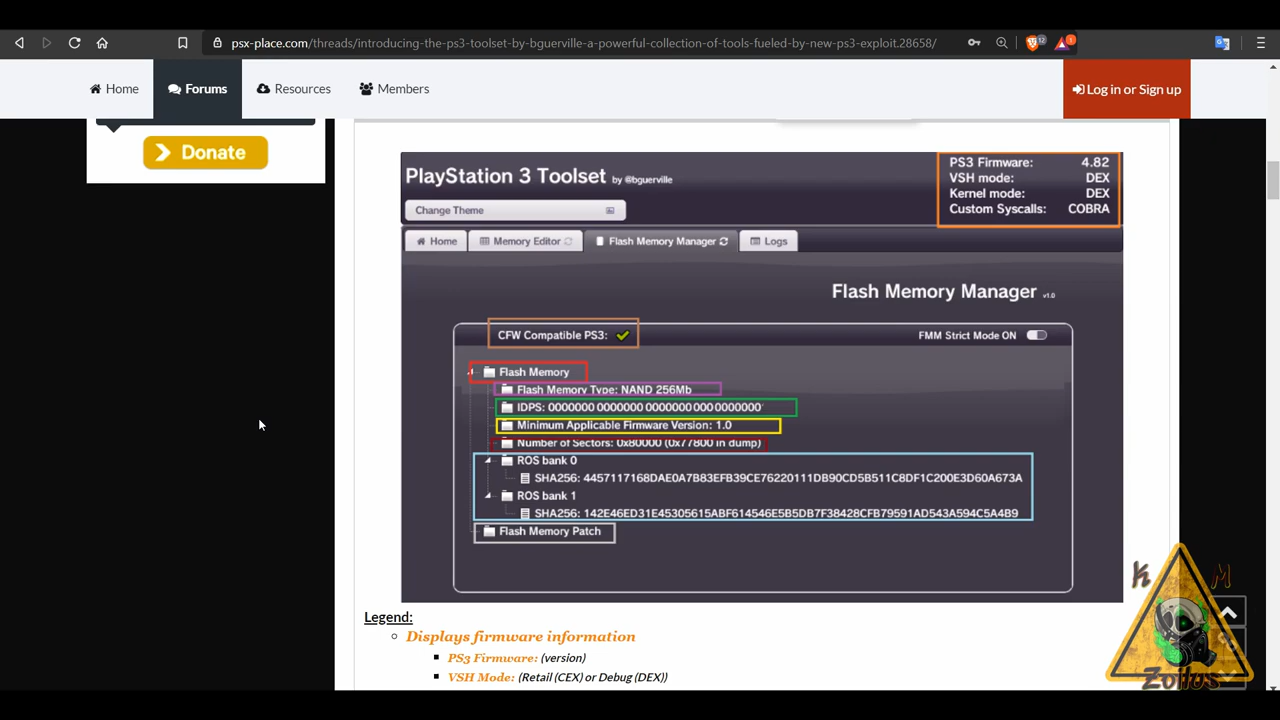 psx-place.com/threads/introducing-the-ps3-toolset-by-bguerville-a-powerful-collection-of-tools-fueled-by-new-ps3-exploit.28658/
12
1
Home
Forums
Resources
Members
Log in or Sign up
Donate
PlayStation 3 Toolset by @bguerville
PS3 Firmware: 4.82
VSH mode: DEX
Kernel mode: DEX
Custom Syscalls: COBRA
Change Theme
Home
Memory Editor
Flash Memory Manager
Logs
Flash Memory Manager v1.0
CFW Compatible PS3:
FMM Strict Mode ON
Flash Memory
Flash Memory Type: NAND 256Mb
IDPS: 0000000 0000000 0000000 000 0000000
Minimum Applicable Firmware Version: 1.0
Number of Sectors: 0x80000 (0x77800 in dump)
ROS bank 0
SHA256: 4457117168DAE0A7B83EFB39CE76220111DB90CD5B511C8DF1C200E3D60A673A
ROS bank 1
SHA256: 142E46ED31E45305615ABF614546E5B5DB7F38428CFB79591AD543A594C5A4B9
Flash Memory Patch
Legend:
Displays firmware information
PS3 Firmware: (version)
VSH Mode: (Retail (CEX) or Debug (DEX))
K M
Zoilus